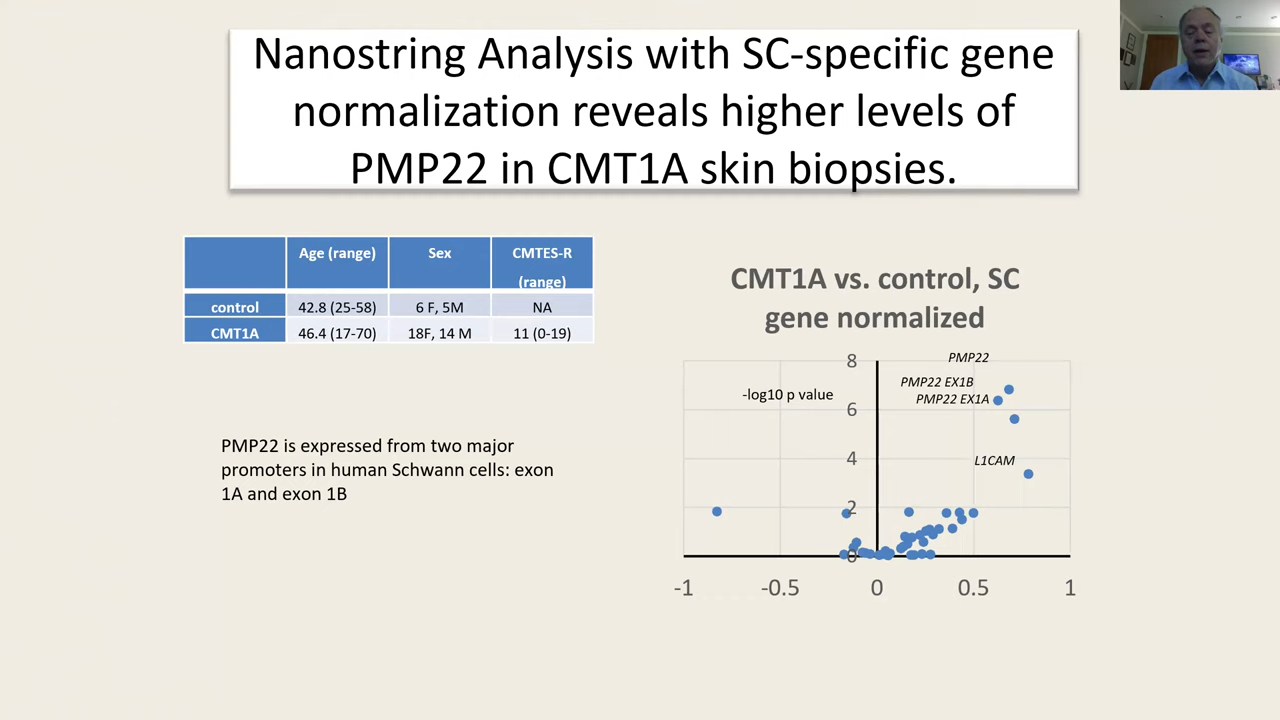 Nanostring Analysis with SC-specific gene
normalization reveals higher levels of
PMP22 in CMT1A skin biopsies.
Age (range) Sex CMTES-R
(range)
control 42.8 (25-58) 6 F, 5M NA
CMT1A 46.4 (17-70) 18F, 14 M 11 (0-19)
PMP22 is expressed from two major
promoters in human Schwann cells: exon
1A and exon 1B
CMT1A vs. control, SC
gene normalized
PMP22
8
PMP22 EX1B
-log10 p value
PMP22 EX1A
6
4
L1CAM
2
0
-1 -0.5 0 0.5 1